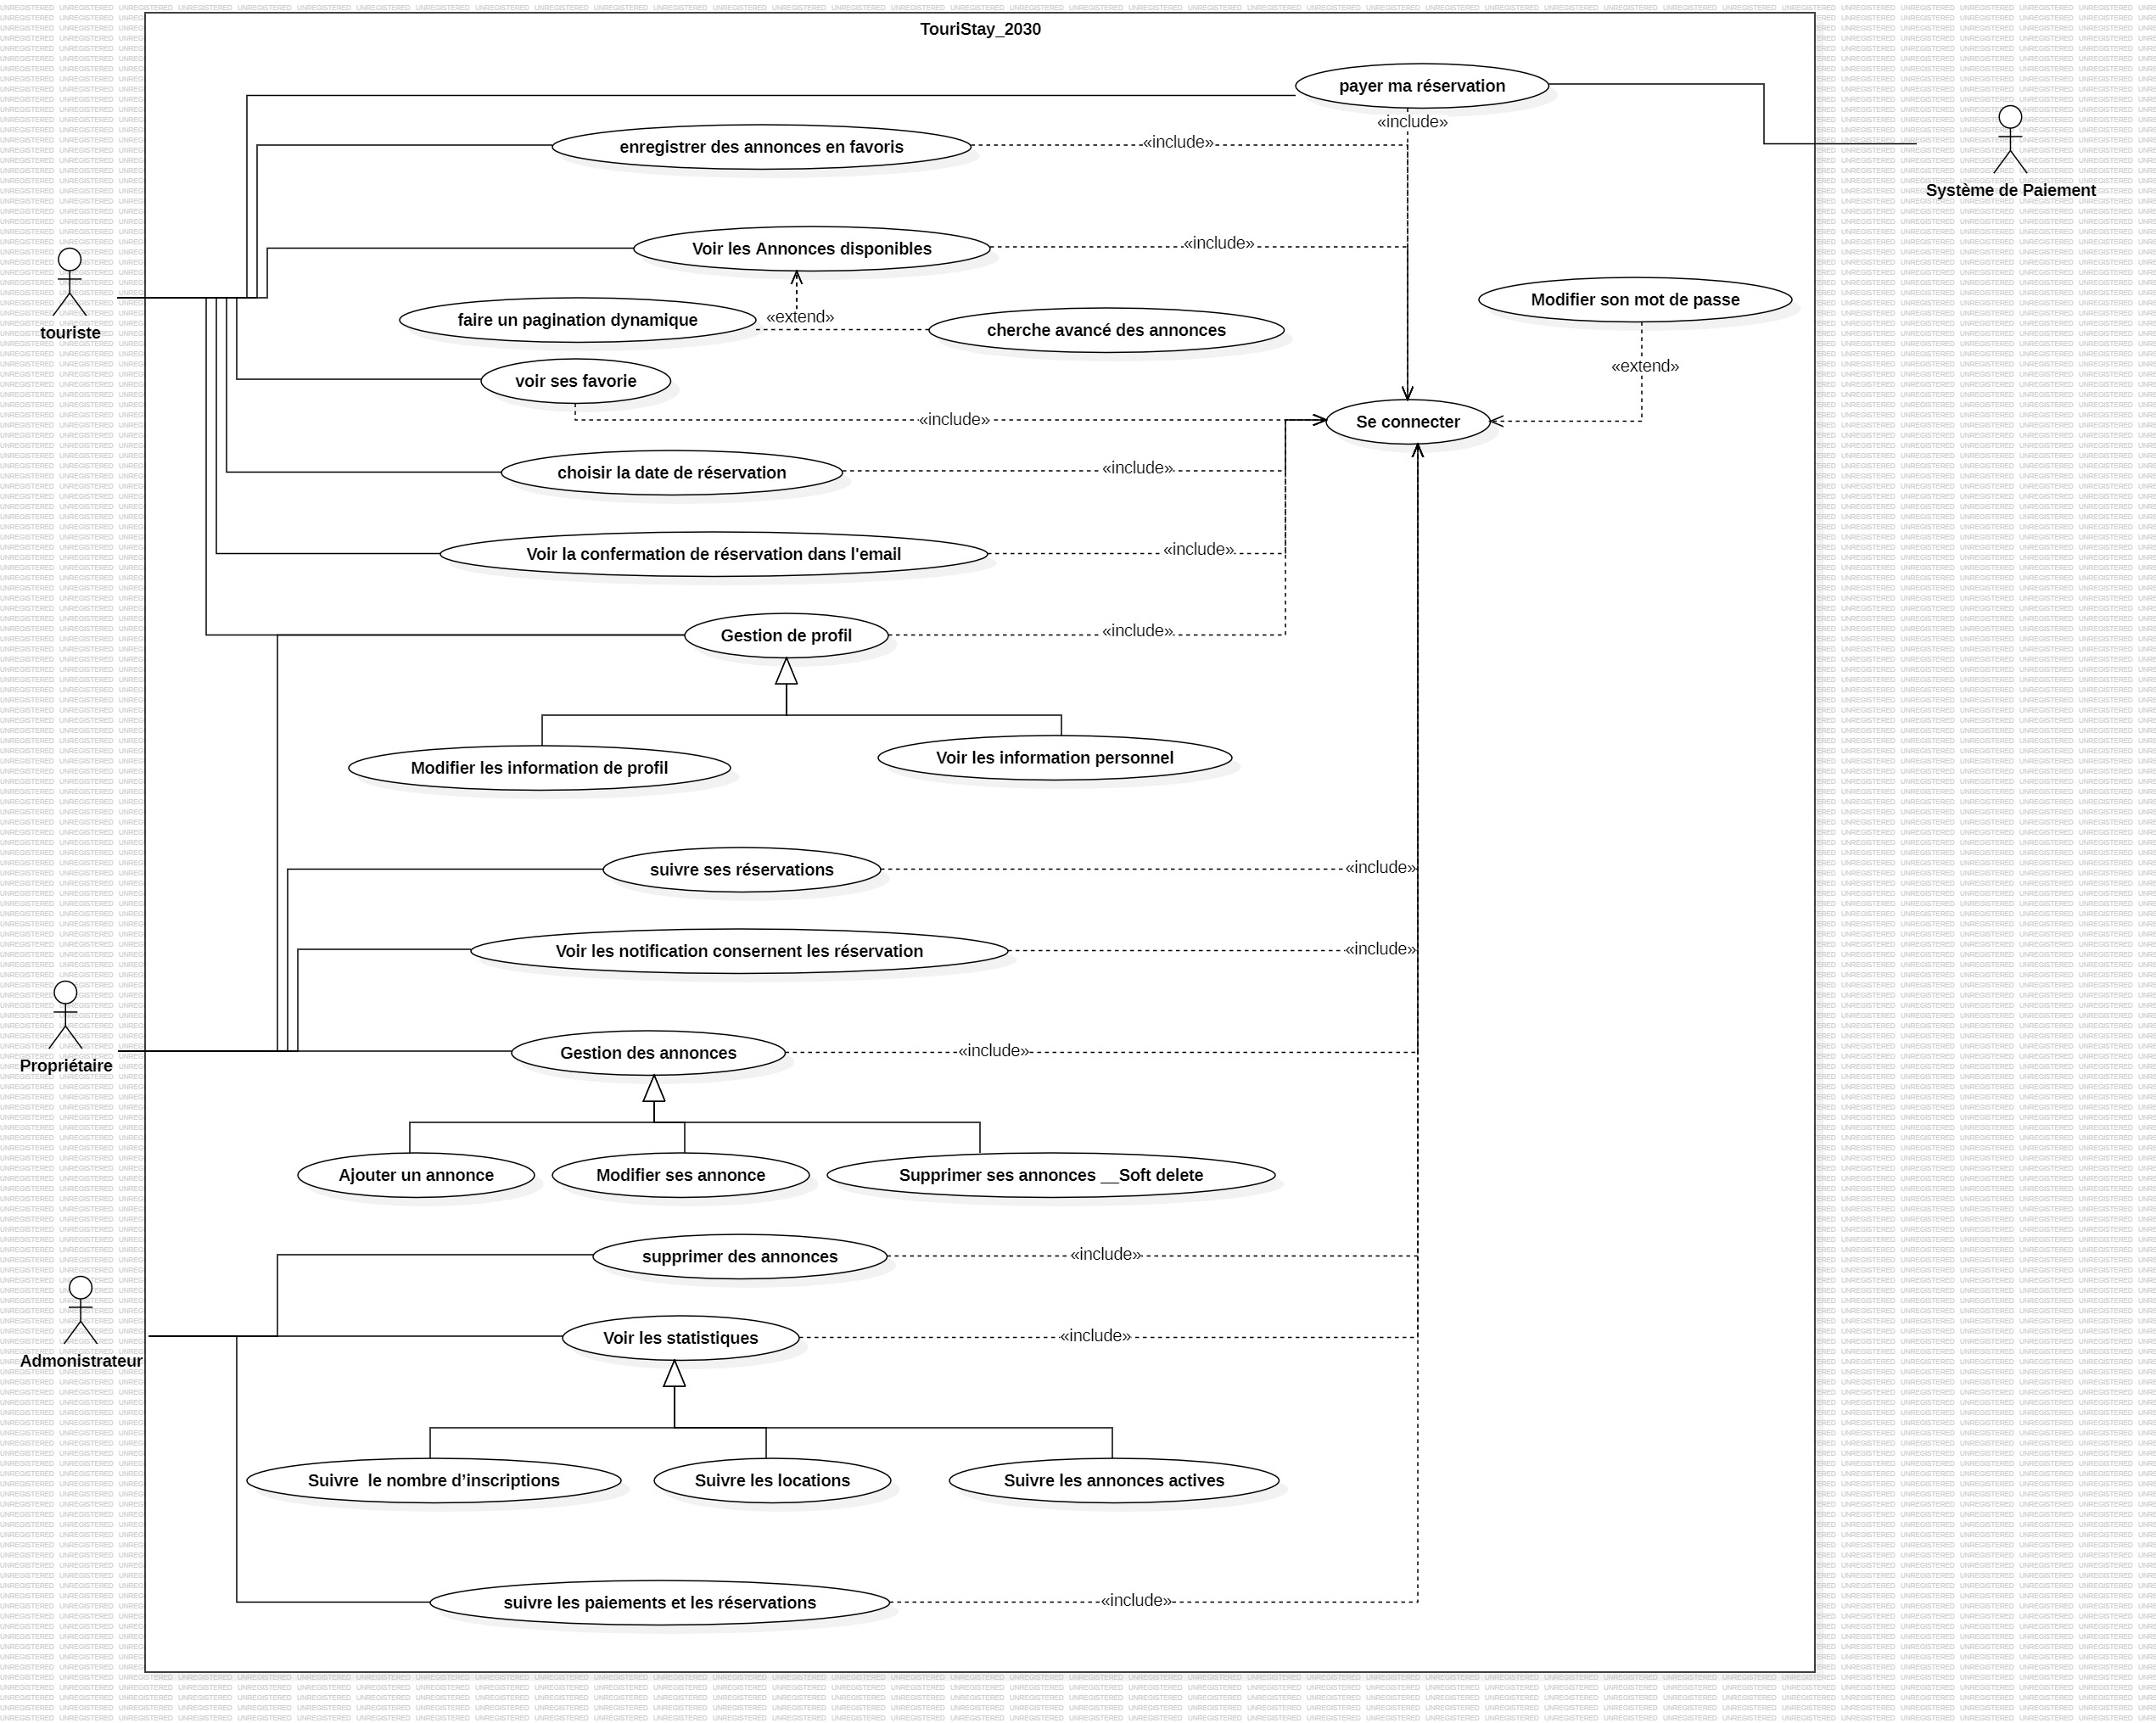 TouriStay_2030
payer ma réservation
«include»
enregistrer des annonces en favoris
«include»
Système de Paiement
Voir les Annonces disponibles
«include»
touriste
faire un pagination dynamique
«extend»
cherche avancé des annonces
Modifier son mot de passe
«extend»
voir ses favorie
«include»
Se connecter
choisir la date de réservation
«include»
Voir la confermation de réservation dans l'email
«include»
Gestion de profil
«include»
Modifier les information de profil
Voir les information personnel
suivre ses réservations
«include»
Voir les notification consernent les réservation
«include»
Propriétaire
Gestion des annonces
«include»
Ajouter un annonce
Modifier ses annonce
Supprimer ses annonces __Soft delete
supprimer des annonces
«include»
Admonistrateur
Voir les statistiques
«include»
Suivre  le nombre d’inscriptions
Suivre les locations
Suivre les annonces actives
suivre les paiements et les réservations
«include»
UNREGISTERED